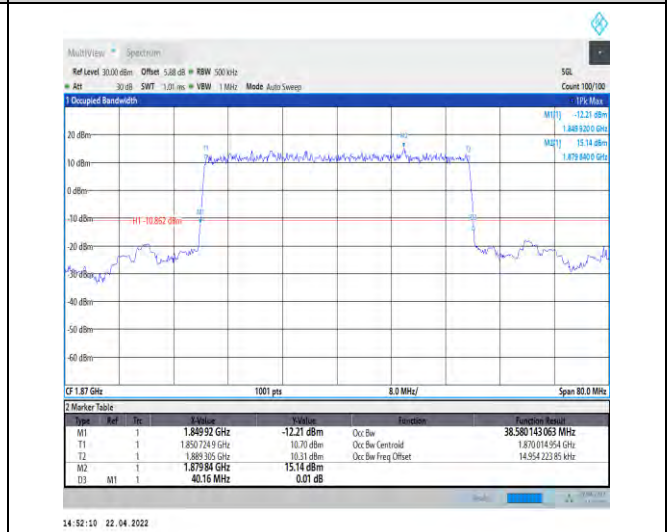 MultiView Spectrum
Ref Level 30.00 dBm Offset 5.88 dB RBW 500 kHz SGL
Att 30 dB SWT 1.01 ms VBW 1 MHz Mode Auto Sweep Count 100/100
1 Occupied Bandwidth 1Pk Max
M1[1] -12.21 dBm
1.849 920 0 GHz
20 dBm
M2[1] 15.14 dBm
1.879 840 0 GHz
T1 M2 T2
10 dBm
0 dBm
M1
-10 dBm
H1 -10.862 dBm
-20 dBm
-30 dBm
-40 dBm
-50 dBm
-60 dBm
CF 1.87 GHz 1001 pts 8.0 MHz/ Span 80.0 MHz
2 Marker Table
Type Ref Trc X-Value Y-Value Function Function Result
M1 1 1.849 92 GHz -12.21 dBm Occ Bw 38.580 143 063 MHz
T1 1 1.850 724 9 GHz 10.70 dBm Occ Bw Centroid 1.870 014 954 GHz
T2 1 1.889 305 GHz 10.31 dBm Occ Bw Freq Offset 14.954 223 85 kHz
M2 1 1.879 84 GHz 15.14 dBm
D3 M1 1 40.16 MHz 0.01 dB
14:52:10 22.04.2022